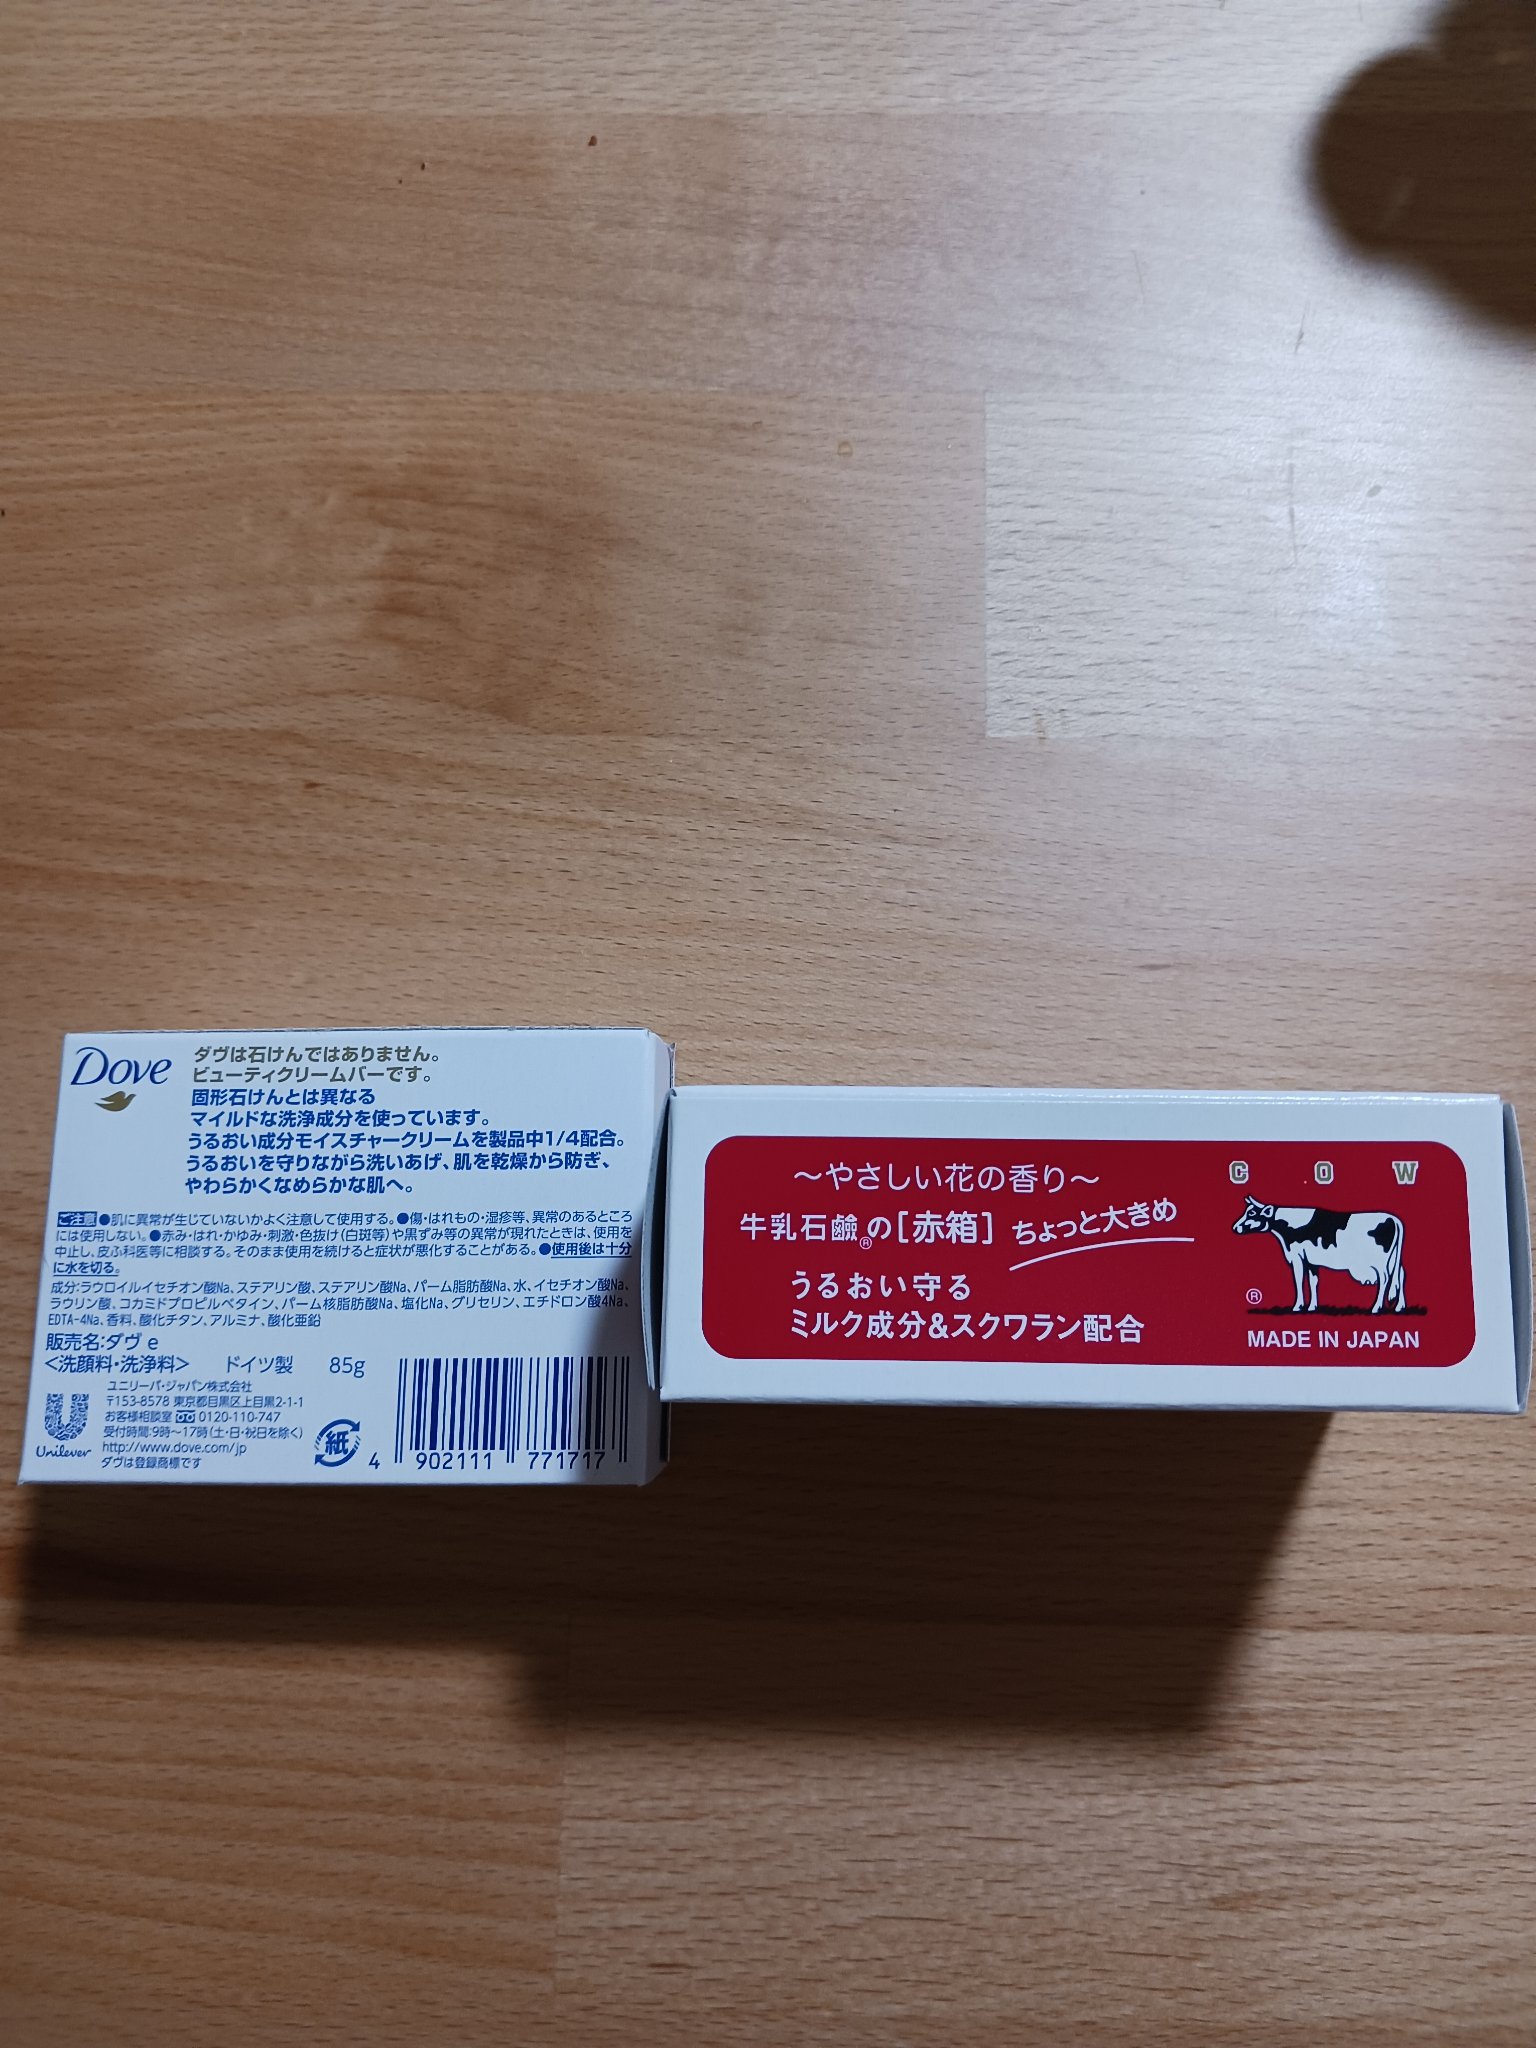 Dove
ダヴは石けんではありません。
ビューティクリームバーです。
固形石けんとは異なる
マイルドな洗浄成分を使っています。
うるおい成分モイスチャークリームを製品中1/4配合。
うるおいを守りながら洗いあげ、肌を乾燥から防ぎ、
やわらかくなめらかな肌へ。
ご注意 ●肌に異常が生じていないかよく注意して使用する。●傷・はれもの・湿疹等、異常のあるところ
には使用しない。●赤み・はれ・かゆみ・刺激・色抜け(白斑等)や黒ずみ等の異常が現れたときは、使用を
中止し、皮ふ科医等に相談する。そのまま使用を続けると症状が悪化することがある。●使用後は十分
に水を切る。
成分:ラウロイルイセチオン酸Na、ステアリン酸、ステアリン酸Na、パーム脂肪酸Na、水、イセチオン酸Na、
ラウリン酸、コカミドプロピルベタイン、パーム核脂肪酸Na、塩化Na、グリセリン、エチドロン酸4Na、
EDTA-4Na、香料、酸化チタン、アルミナ、酸化亜鉛
販売名:ダヴ e
<洗顔料・洗浄料> ドイツ製 85g
ユニリーバ・ジャパン株式会社
〒153-8578 東京都目黒区上目黒2-1-1
お客様相談室 0120-110-747
受付時間:9時〜17時(土・日・祝日を除く)
http://www.dove.com/jp
ダヴは登録商標です
Unilever
紙
4 902111 771717
〜やさしい花の香り〜
牛乳石鹸®の[赤箱] ちょっと大きめ
うるおい守る
ミルク成分&スクワラン配合
COW
®
MADE IN JAPAN